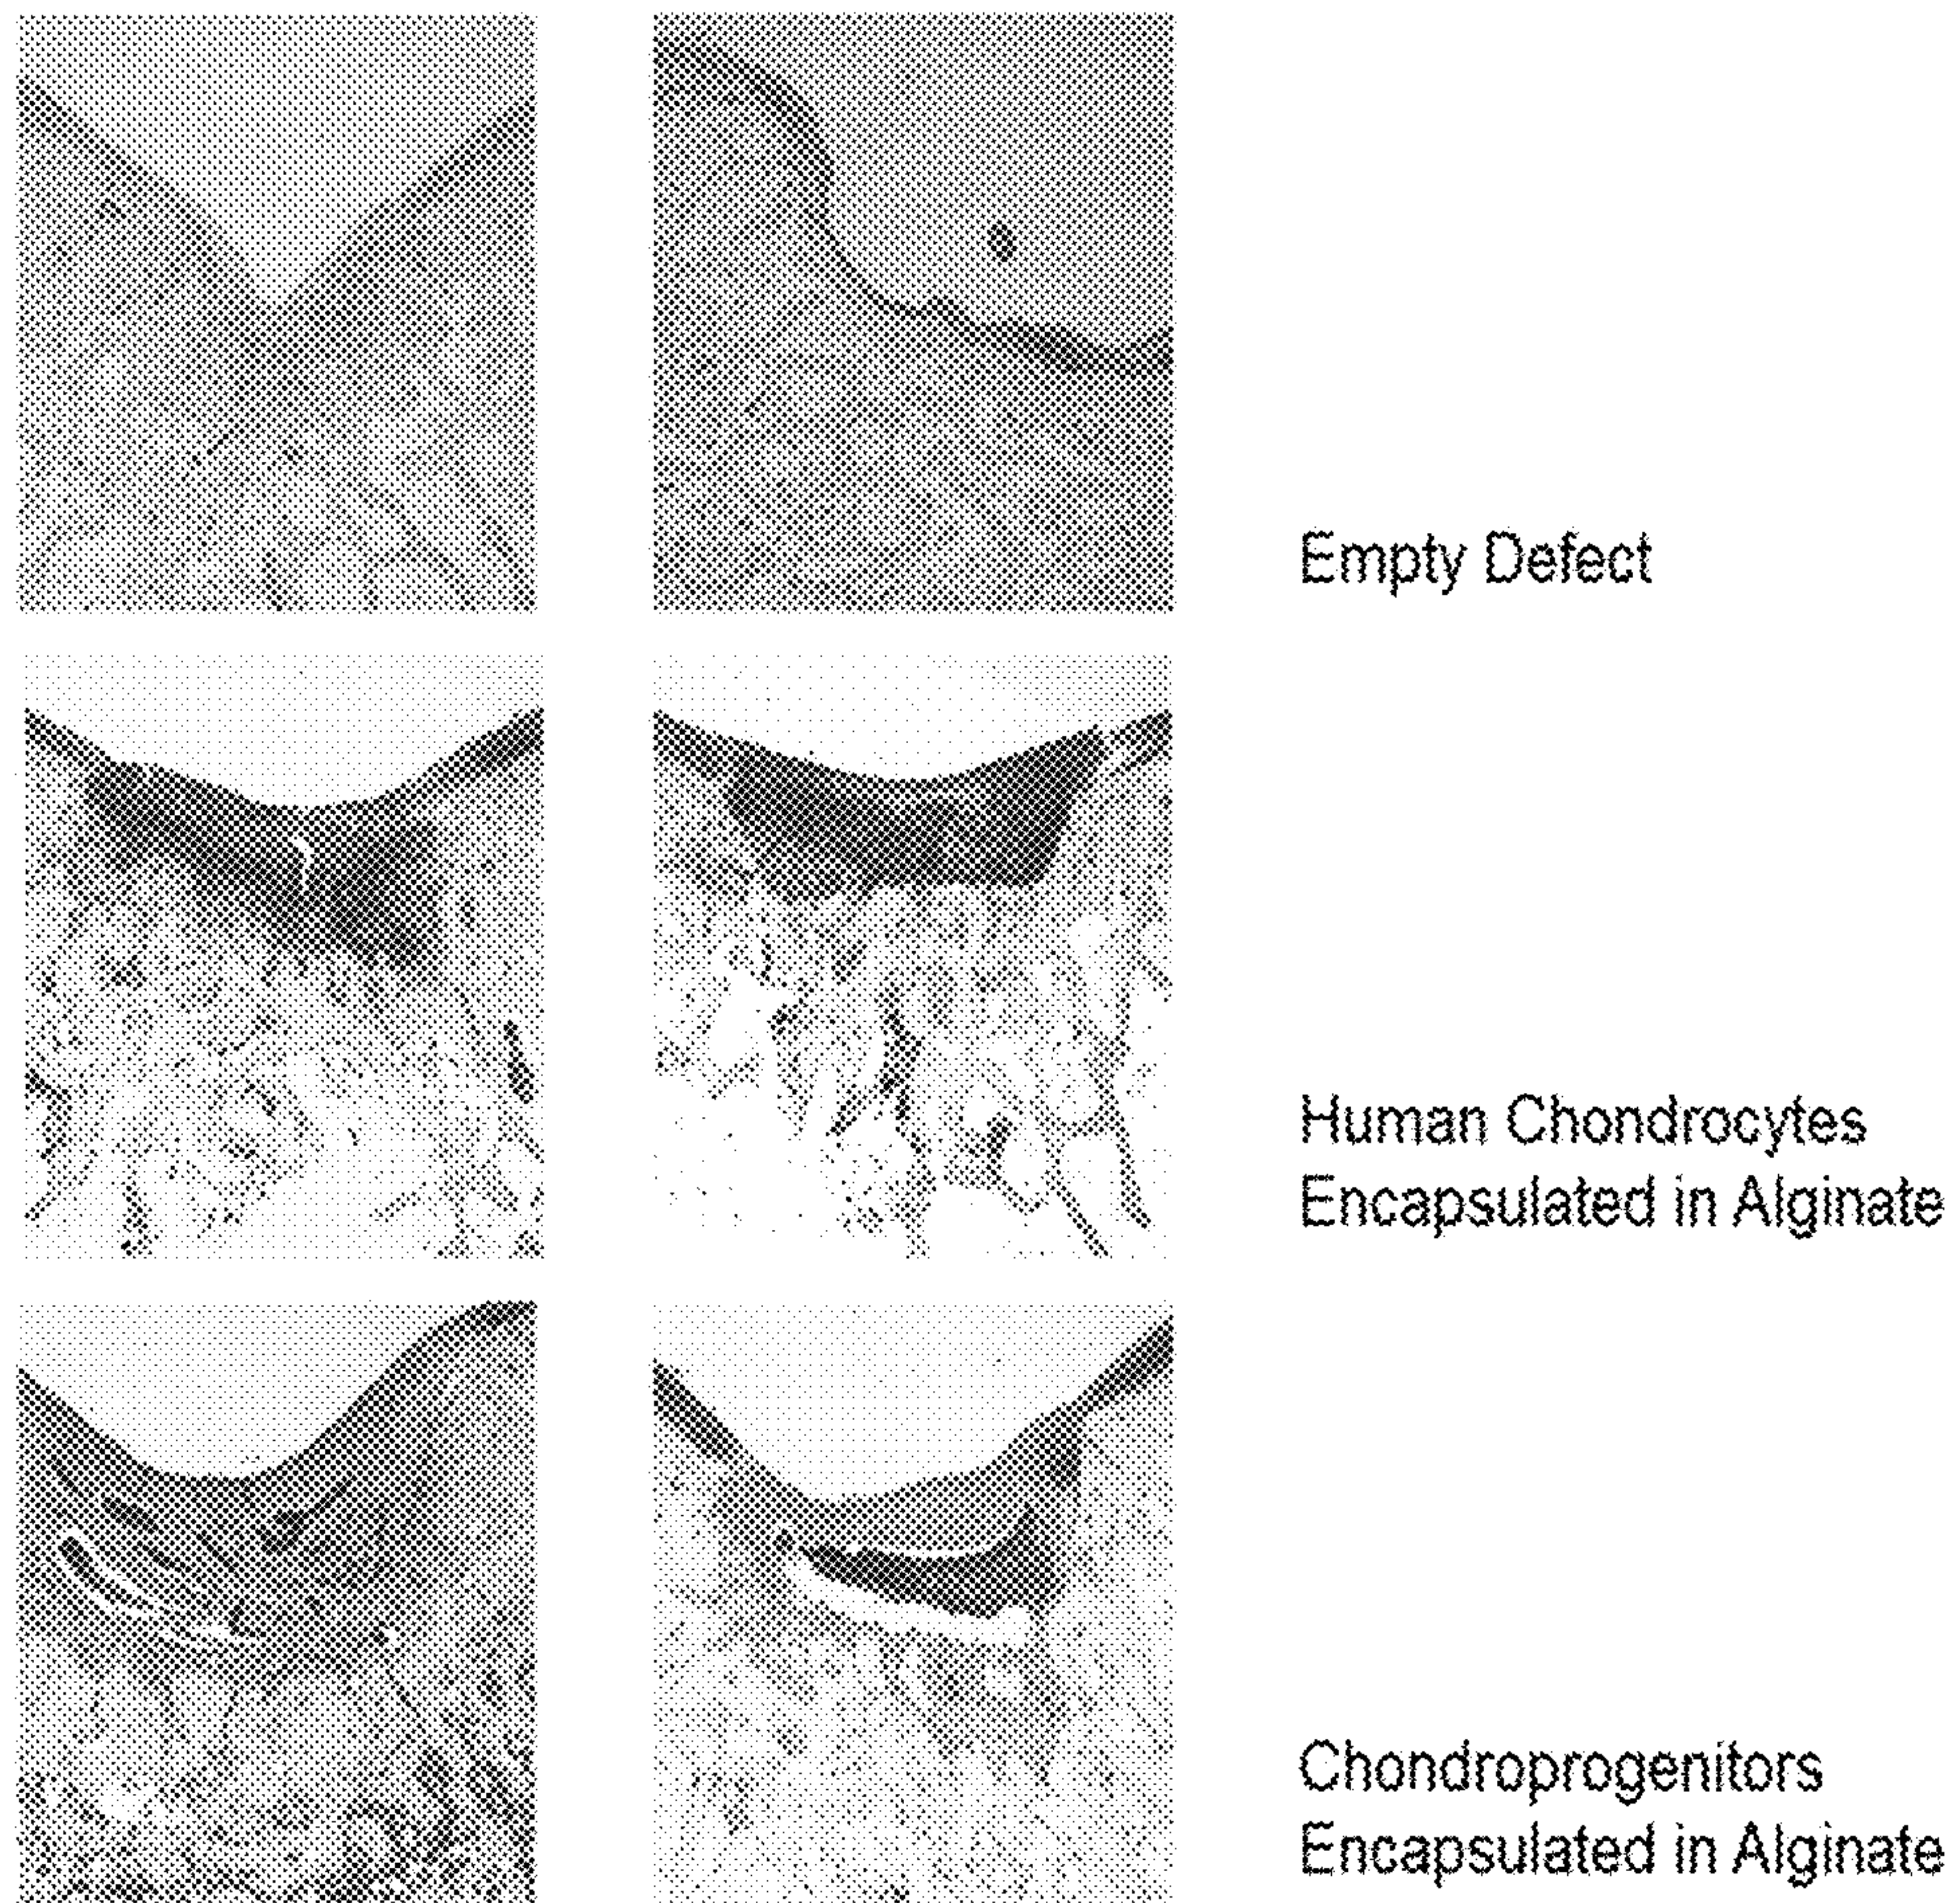 Empty Defect
Human Chondrocytes
Encapsulated in Alginate
Chondroprogenitors
Encapsulated in Alginate